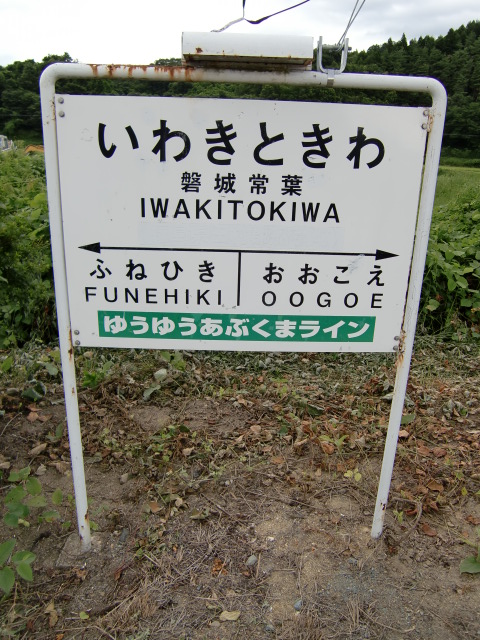 いわきときわ
磐城常葉
IWAKITOKIWA
ふねひき おおこえ
FUNEHIKI OOGOE
ゆうゆうあぶくまライン